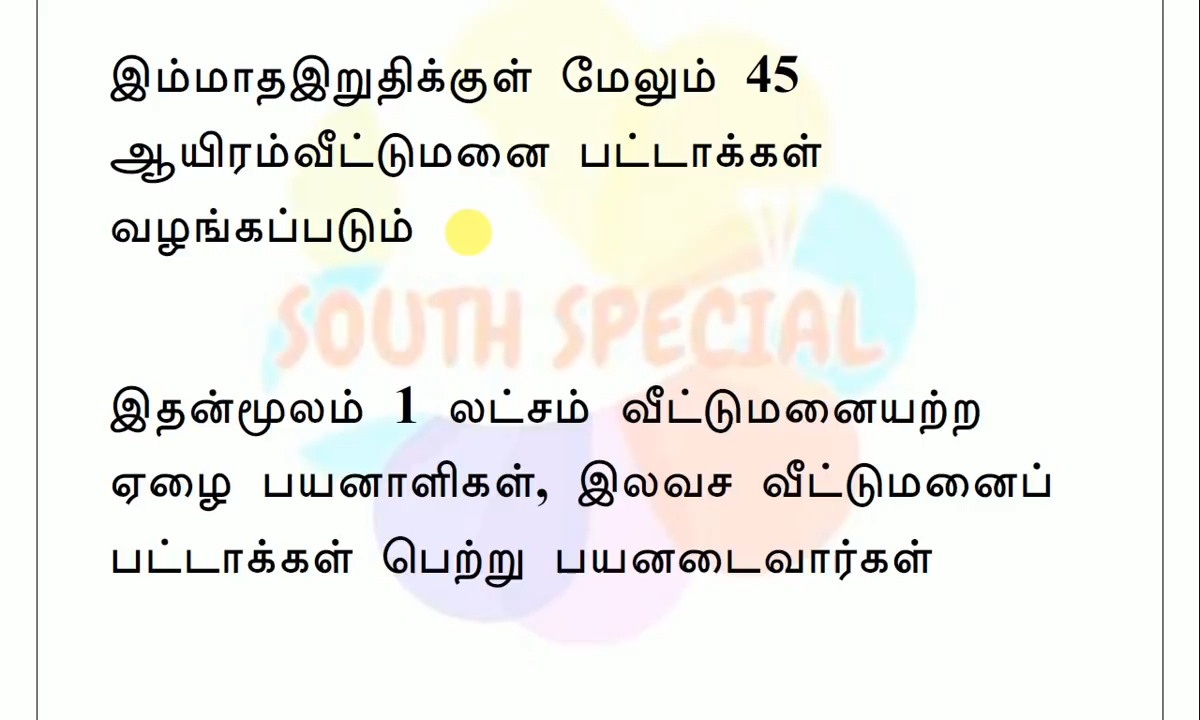 இம்மாதஇறுதிக்குள் மேலும் 45
ஆயிரம்வீட்டுமனை பட்டாக்கள்
வழங்கப்படும்
SOUTH SPECIAL
இதன்மூலம் 1 லட்சம் வீட்டுமனையற்ற
ஏழை பயனாளிகள், இலவச வீட்டுமனைப்
பட்டாக்கள் பெற்று பயனடைவார்கள்